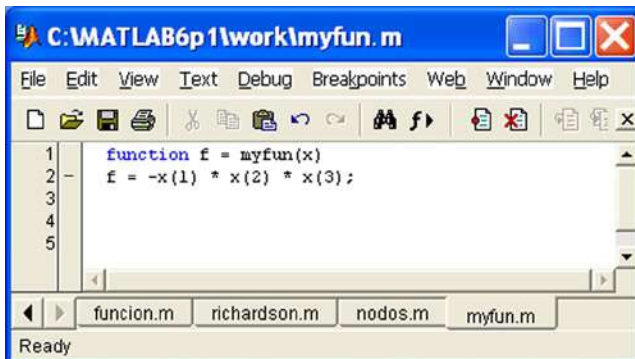 C:\MATLAB6p1\work\myfun.m
File Edit View Text Debug Breakpoints Web Window Help
1 function f = myfun(x)
2 - f = -x(1) * x(2) * x(3);
3
4
5
funcion.m richardson.m nodos.m myfun.m
Ready